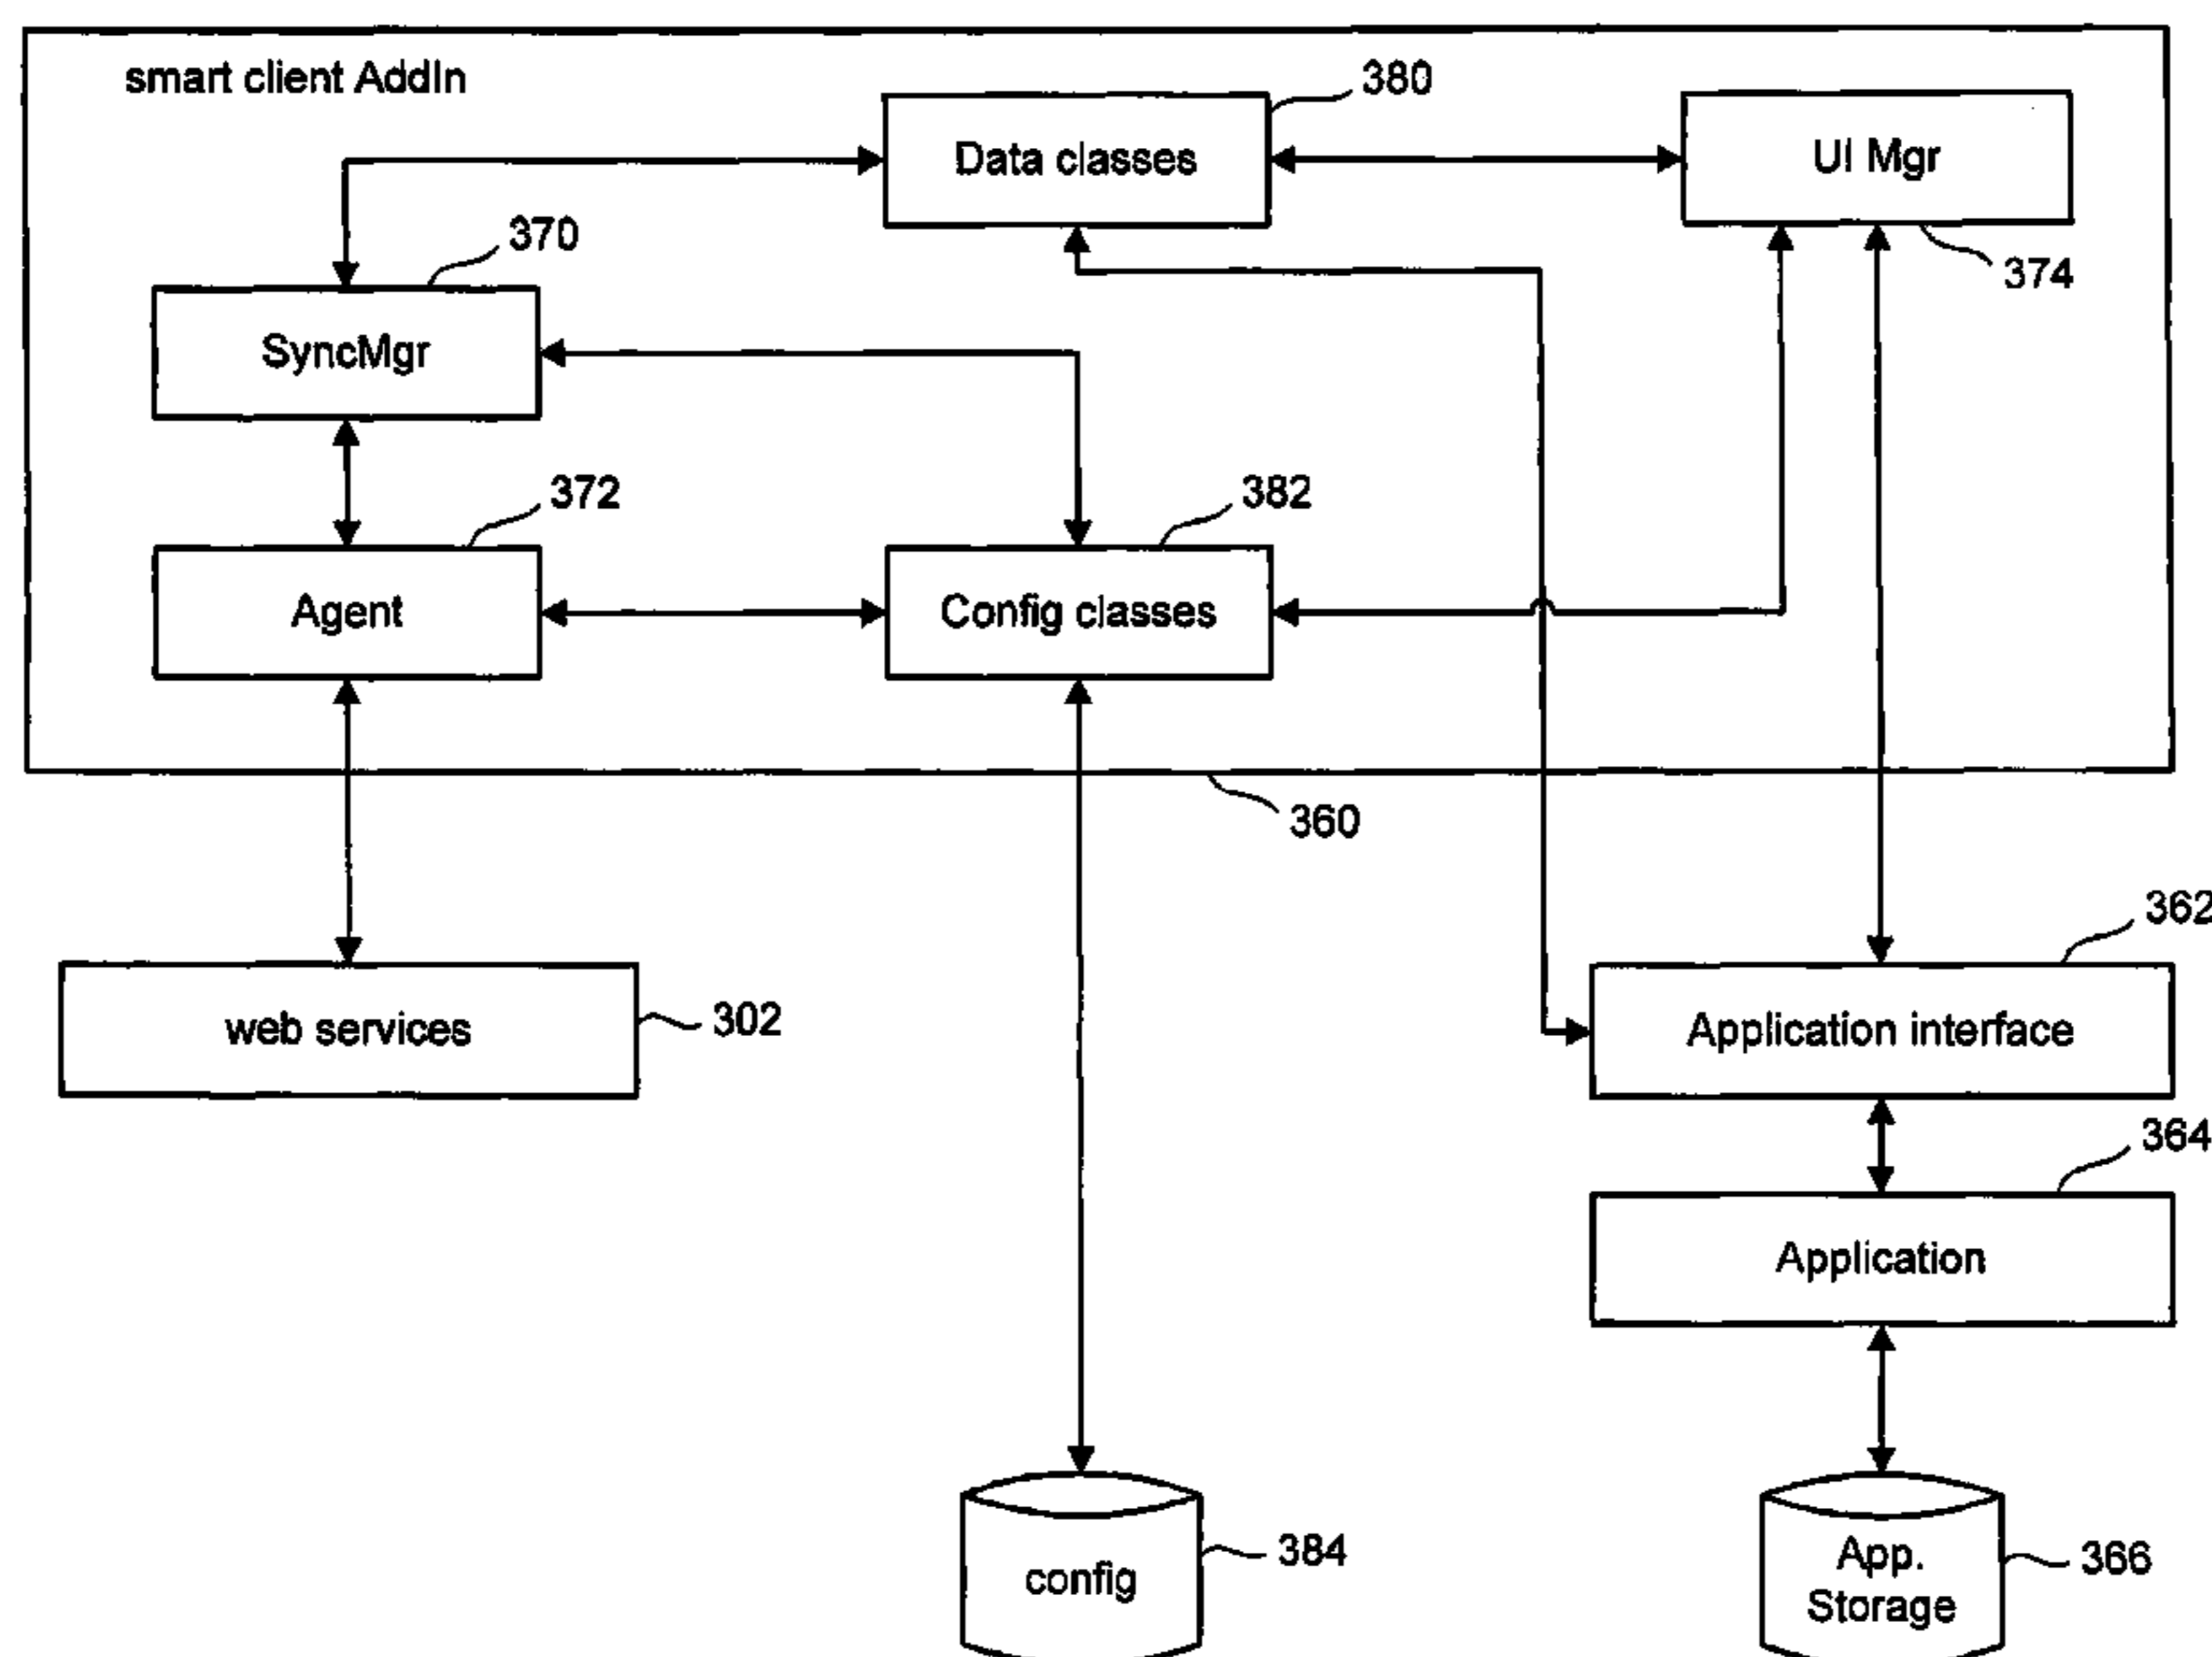 smart client AddIn
380
Data classes
UI Mgr
370
374
SyncMgr
372
382
Agent
Config classes
360
362
web services
302
Application interface
364
Application
384
config
App.
Storage
366